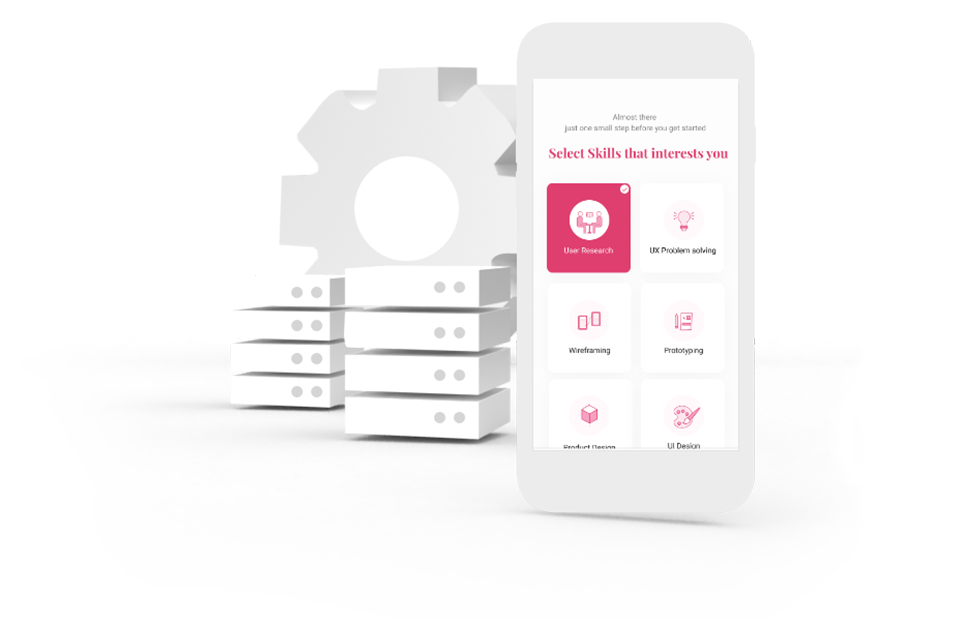 Almost there
just one small step before you get started
Select Skills that interests you
User Research
UX Problem solving
Wireframing
Prototyping
Product Design
UI Design